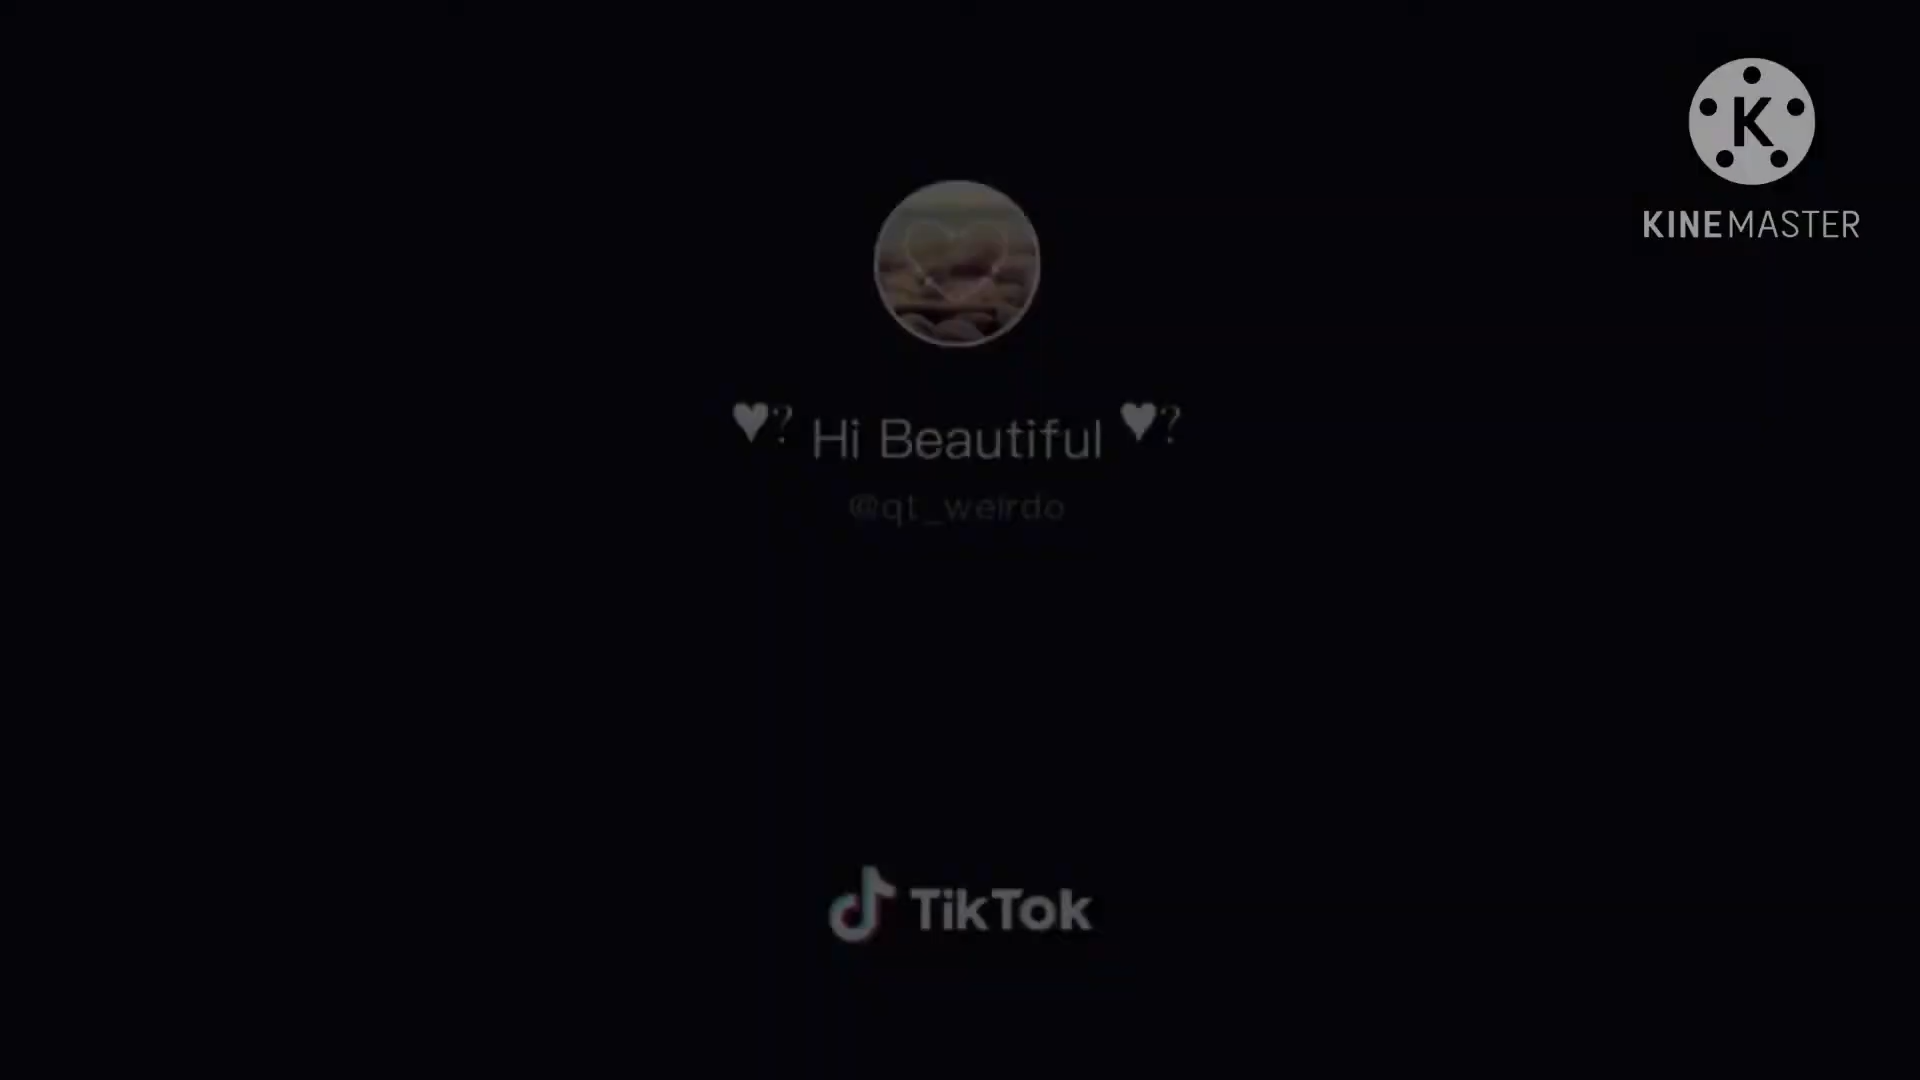 K
KINEMASTER
♥? Hi Beautiful ♥?
@qt_weirdo
TikTok